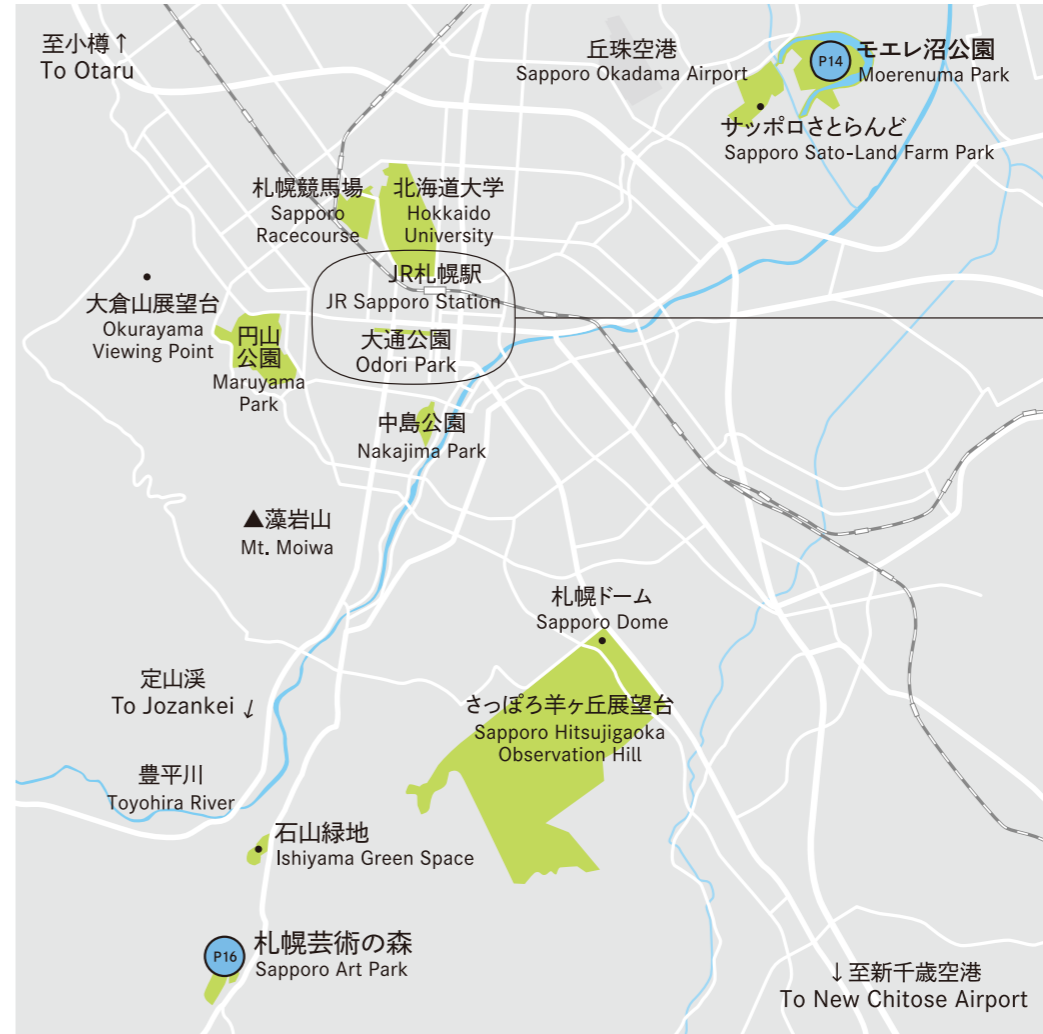 至小樽↑
To Otaru
丘珠空港
Sapporo Okadama Airport
P14
モエレ沼公園
Moerenuma Park
サッポロさとらんど
Sapporo Sato-Land Farm Park
札幌競馬場
Sapporo
Racecourse
北海道大学
Hokkaido
University
JR札幌駅
JR Sapporo Station
大倉山展望台
Okurayama
Viewing Point
円山
公園
Maruyama
Park
大通公園
Odori Park
中島公園
Nakajima Park
▲藻岩山
Mt. Moiwa
札幌ドーム
Sapporo Dome
定山渓
To Jozankei ↓
さっぽろ羊ヶ丘展望台
Sapporo Hitsujigaoka
Observation Hill
豊平川
Toyohira River
石山緑地
Ishiyama Green Space
P16
札幌芸術の森
Sapporo Art Park
↓至新千歳空港
To New Chitose Airport